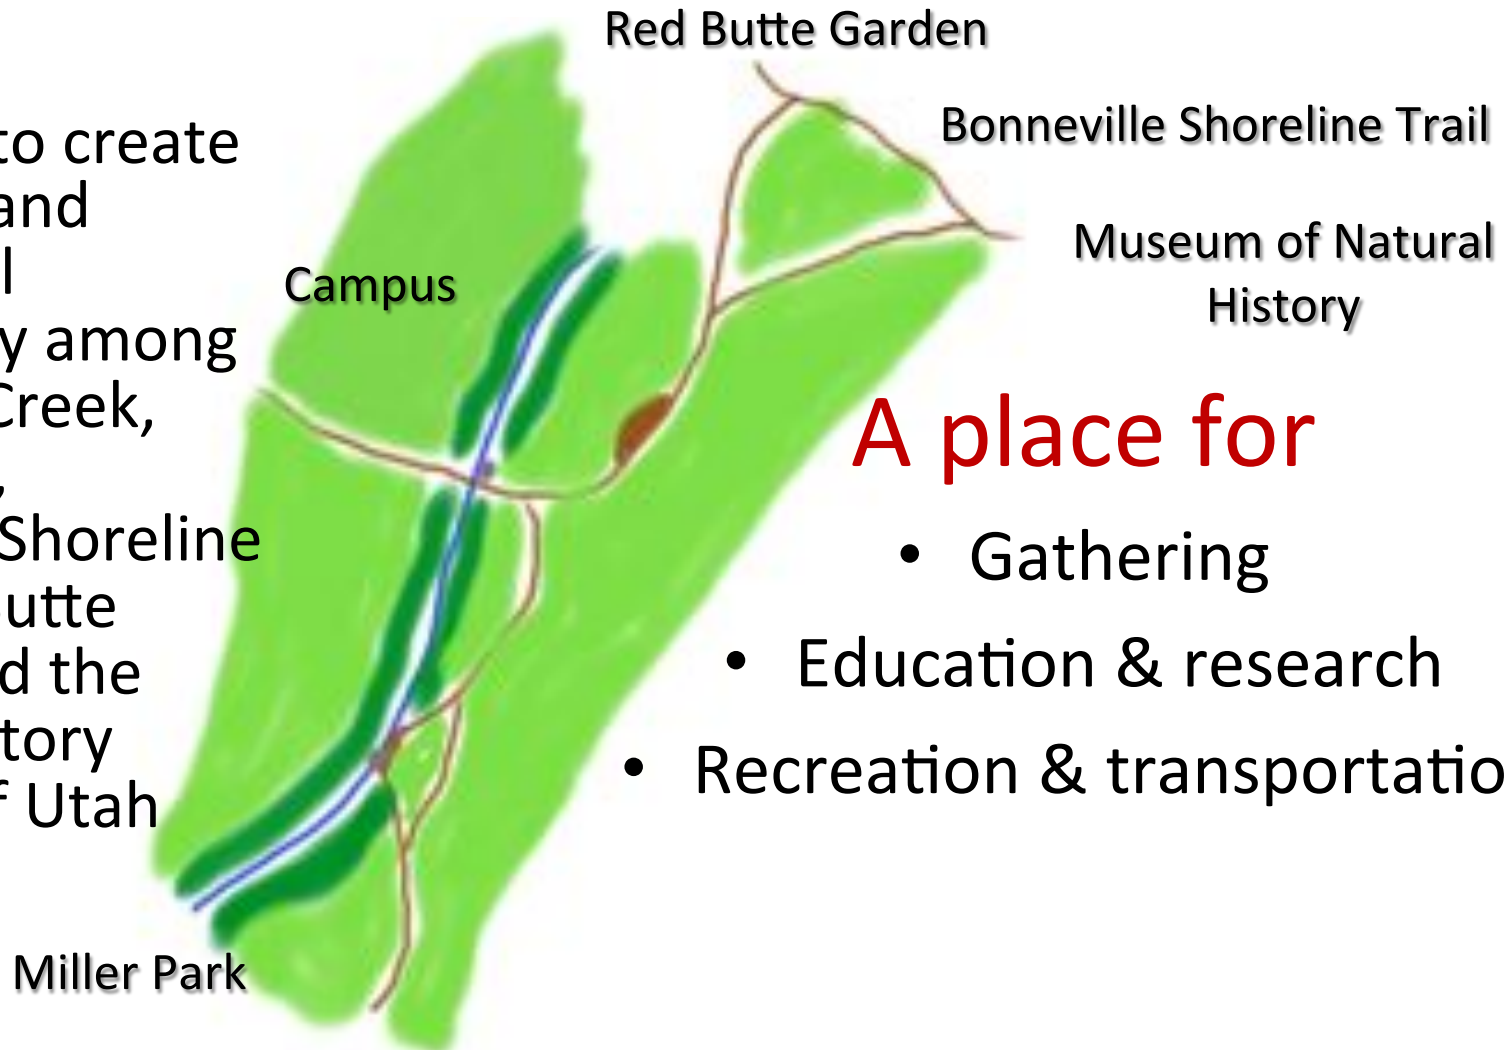 to create
and
l
y among
Creek,
,
Shoreline
utte
d the
tory
f Utah
Red Butte Garden
Bonneville Shoreline Trail
Museum of Natural
History
Campus
Miller Park
A place for
• Gathering
• Education & research
• Recreation & transportatio